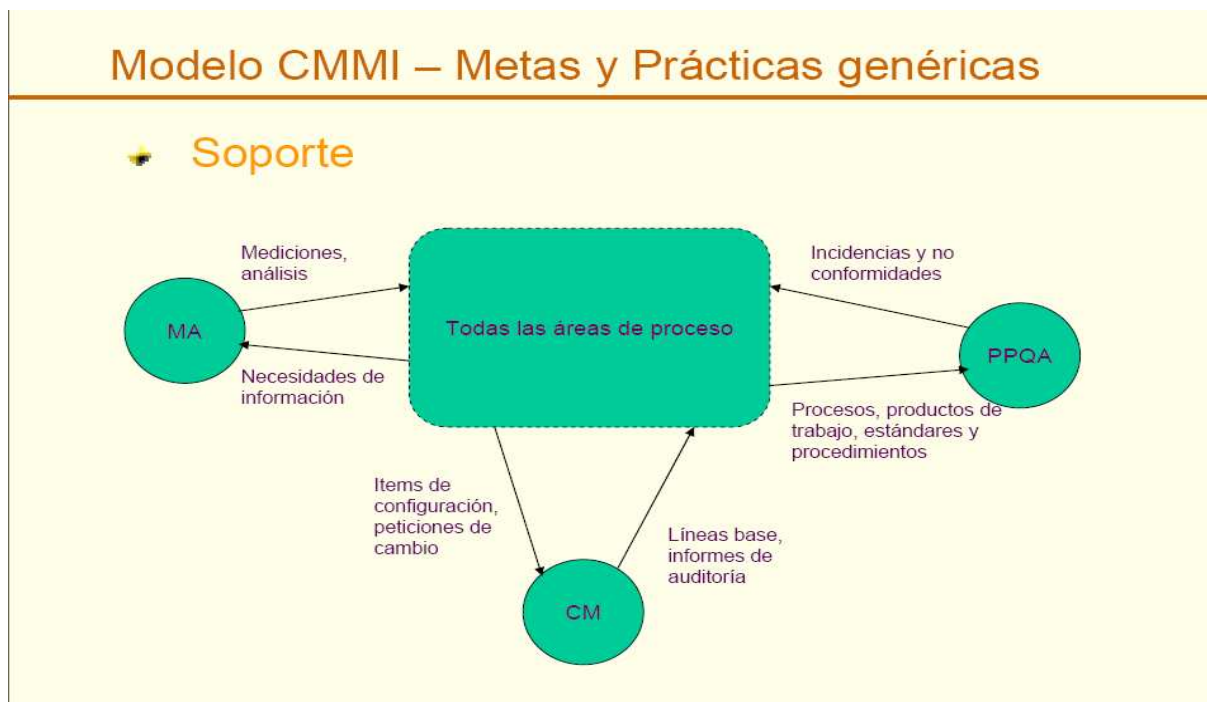 Modelo CMMI – Metas y Prácticas genéricas
Soporte
Mediciones,
análisis
MA
Necesidades de
información
Todas las áreas de proceso
Incidencias y no
conformidades
PPQA
Procesos, productos de
trabajo, estándares y
procedimientos
Items de
configuración,
peticiones de
cambio
Líneas base,
informes de
auditoría
CM